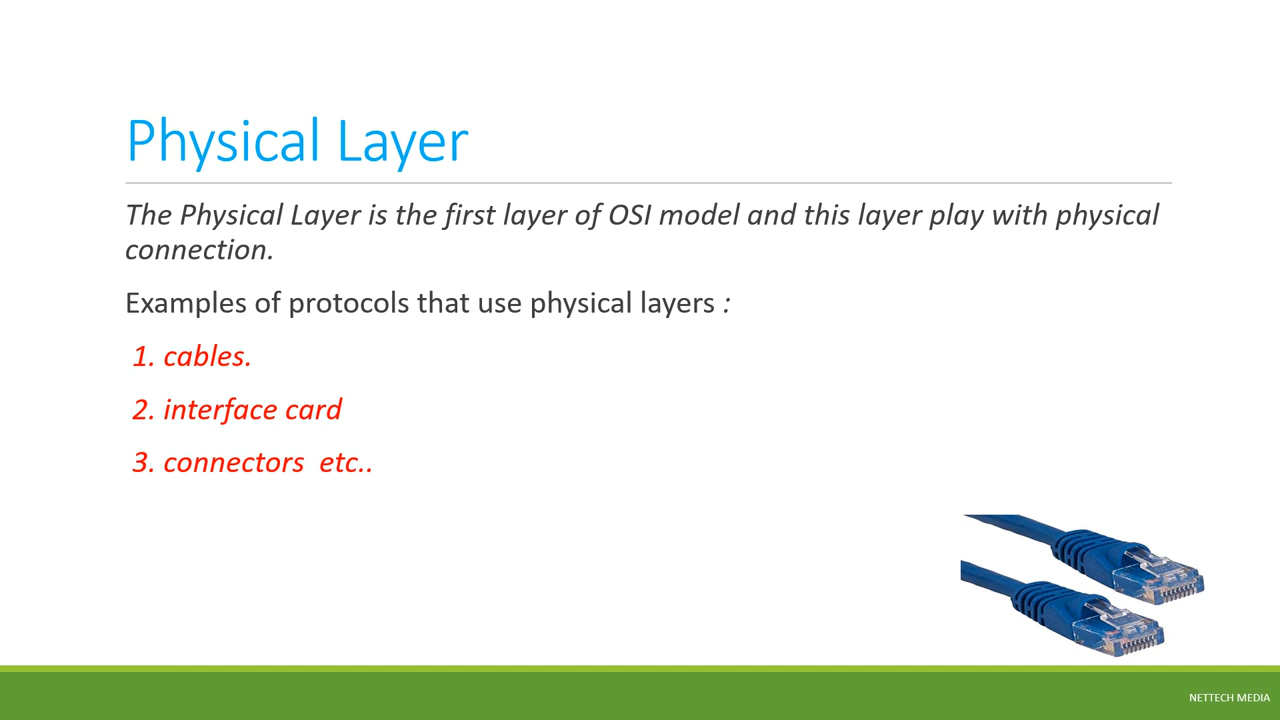 Physical Layer
The Physical Layer is the first layer of OSI model and this layer play with physical
connection.
Examples of protocols that use physical layers :
1. cables.
2. interface card
3. connectors  etc..
NETTECH MEDIA